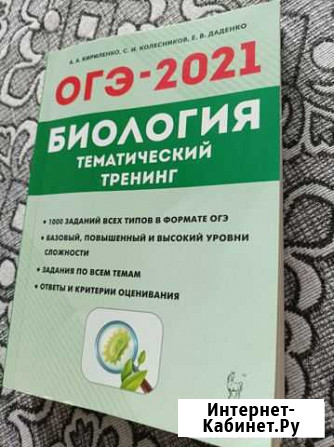 А. А. КИРИЛЕНКО, С. И. КОЛЕСНИКОВ, Е. В. ДАДЕНКО
ОГЭ-2021
БИОЛОГИЯ
ТЕМАТИЧЕСКИЙ
ТРЕНИНГ
• 1000 ЗАДАНИЙ ВСЕХ ТИПОВ В ФОРМАТЕ ОГЭ
• БАЗОВЫЙ, ПОВЫШЕННЫЙ И ВЫСОКИЙ УРОВНИ
СЛОЖНОСТИ
• ЗАДАНИЯ ПО ВСЕМ ТЕМАМ
• ОТВЕТЫ И КРИТЕРИИ ОЦЕНИВАНИЯ
Интернет-
Кабинет.Ру